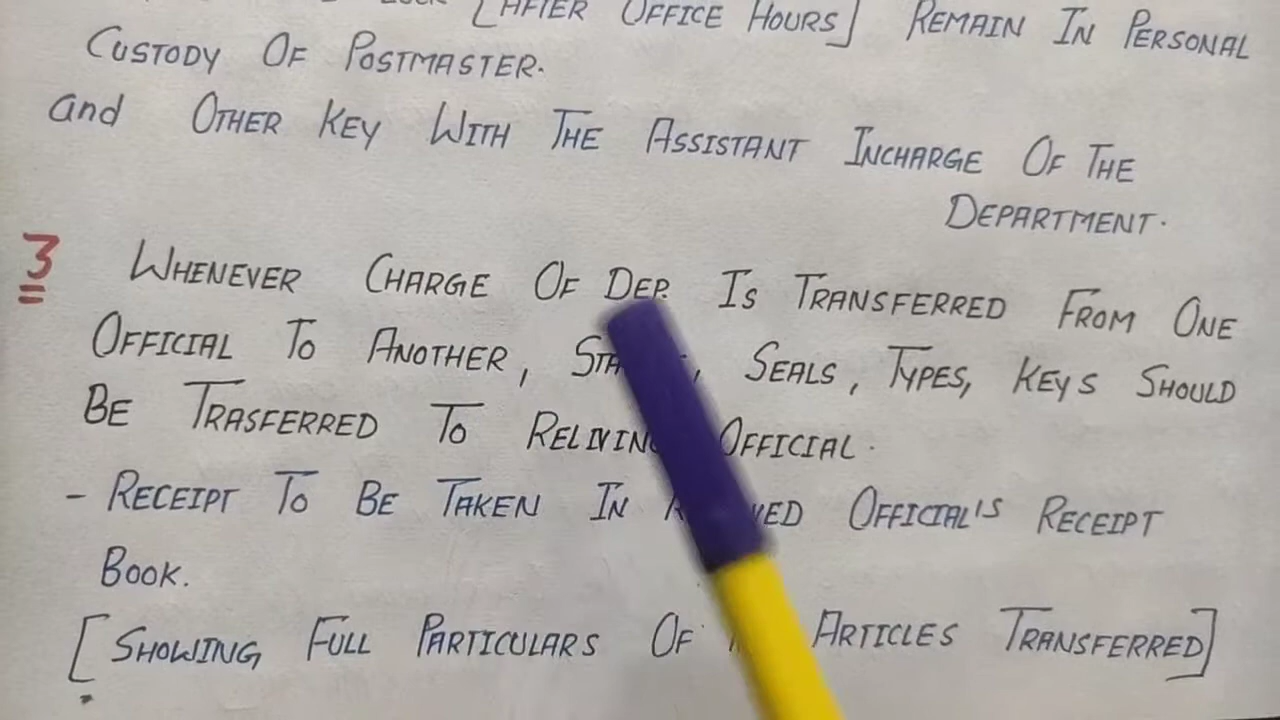 [AFTER OFFICE HOURS] REMAIN IN PERSONAL
CUSTODY OF POSTMASTER.
and OTHER KEY WITH THE ASSISTANT INCHARGE OF THE
DEPARTMENT.
3 WHENEVER CHARGE OF DEP. IS TRANSFERRED FROM ONE
OFFICIAL TO ANOTHER, SEALS, TYPES, KEYS SHOULD
BE TRASFERRED TO OFFICIAL.
- RECEIPT TO BE TAKEN IN OFFICIAL'S RECEIPT
BOOK.
[SHOWING FULL PARTICULARS OF ARTICLES TRANSFERRED]